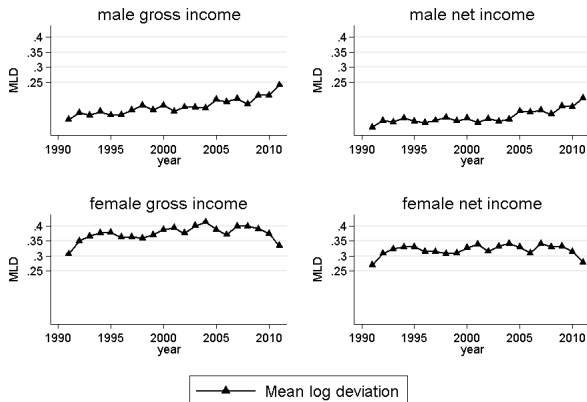 male gross income
male net income
.4
.35
.3
.25
MLD
1990
1995
2000
2005
2010
year
.4
.35
.3
.25
MLD
1990
1995
2000
2005
2010
year
female gross income
female net income
.4
.35
.3
.25
MLD
1990
1995
2000
2005
2010
year
.4
.35
.3
.25
MLD
1990
1995
2000
2005
2010
year
Mean log deviation